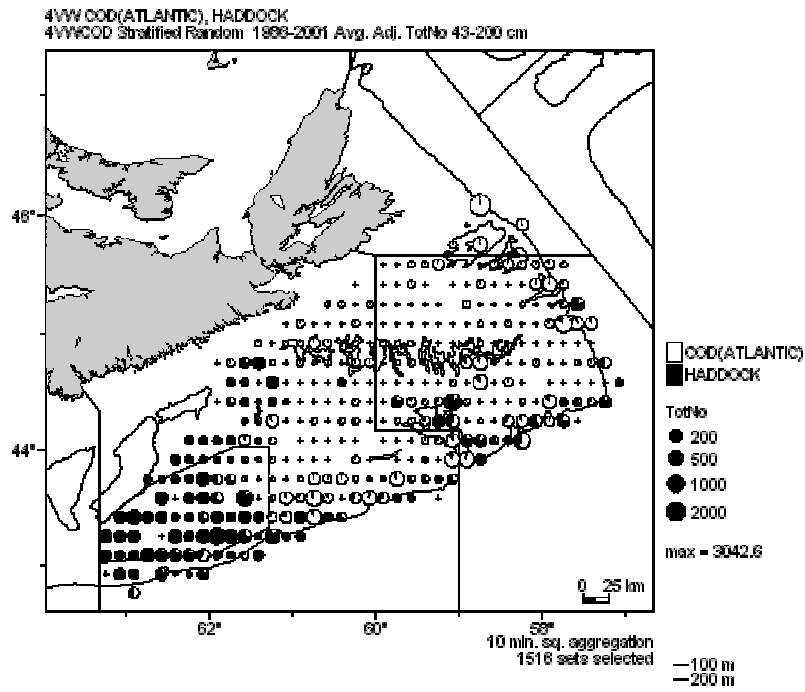 4VW COD(ATLANTIC), HADDOCK
4VWCOD Stratified Random 1996-2001 Avg. Adj. TotNo 43-200 cm
46°
44°
62°
60°
58°
0 25 km
COD(ATLANTIC)
HADDOCK
TotNo
200
500
1000
2000
max = 3042.6
10 min. sq. aggregation
1516 sets selected
100 m
200 m